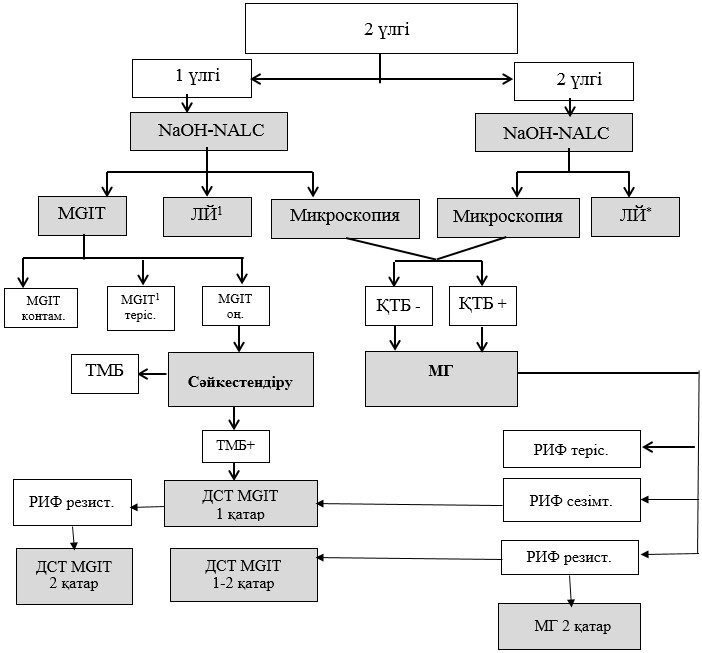 2 үлгі
1 үлгі
2 үлгі
NaOH-NALC
NaOH-NALC
MGIT
ЛЙ¹
Микроскопия
Микроскопия
ЛЙ*
MGIT
контам.
MGIT¹
теріс.
MGIT
оң.
ҚТБ -
ҚТБ +
ТМБ
Сәйкестендіру
МГ
ТМБ+
РИФ теріс.
РИФ резист.
ДСТ MGIT
1 қатар
РИФ сезімт.
ДСТ MGIT
2 қатар
ДСТ MGIT
1-2 қатар
РИФ резист.
МГ 2 қатар